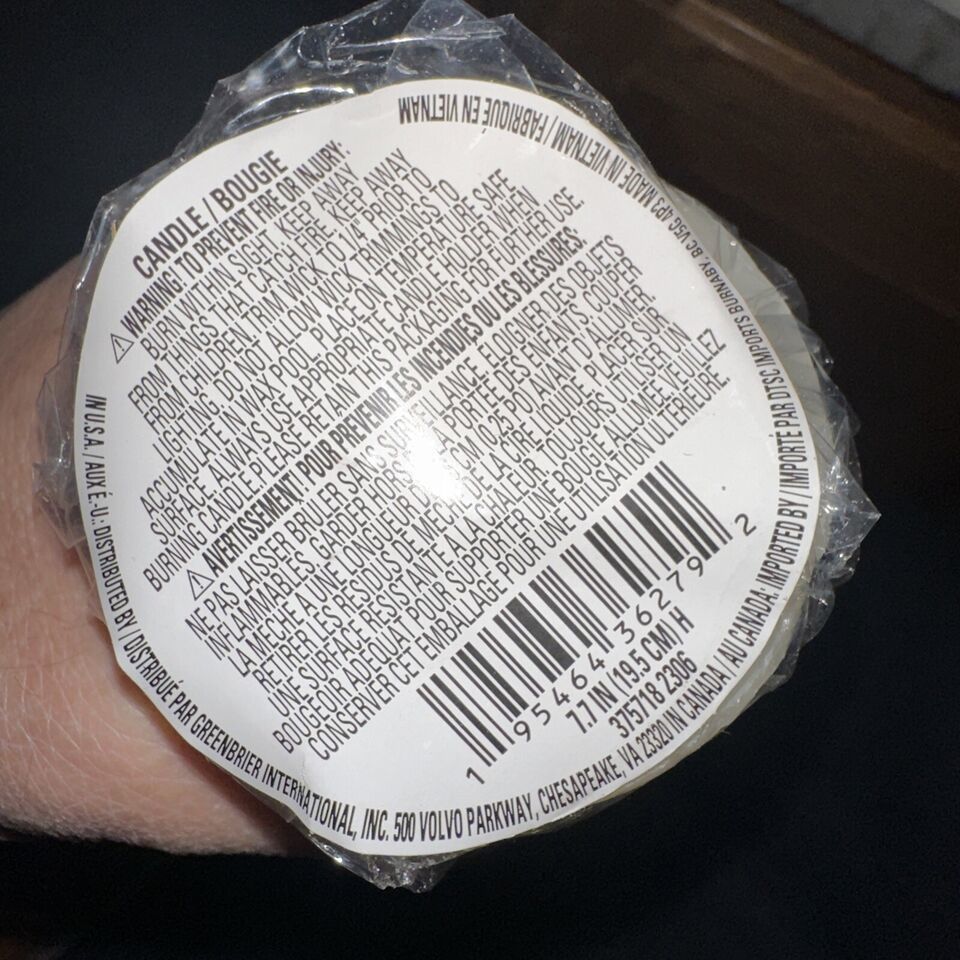 CANDLE / BOUGIE
⚠ WARNING! TO PREVENT FIRE OR INJURY:
BURN WITHIN SIGHT. KEEP AWAY
FROM THINGS THAT CATCH FIRE. KEEP AWAY
FROM CHILDREN. TRIM WICK TO 1/4" PRIOR TO
LIGHTING. DO NOT ALLOW WICK TRIMMINGS TO
ACCUMULATE IN WAX POOL. PLACE ON TEMPERATURE SAFE
SURFACE. ALWAYS USE APPROPRIATE CANDLE HOLDER WHEN
BURNING CANDLE. PLEASE RETAIN THIS PACKAGING FOR FURTHER USE.
⚠ AVERTISSEMENT! POUR PRÉVENIR LES INCENDIES OU LES BLESSURES:
NE PAS LAISSER BRÛLER SANS SURVEILLANCE. ÉLOIGNER DES OBJETS
INFLAMMABLES. GARDER HORS DE LA PORTÉE DES ENFANTS. COUPER
LA MÈCHE À UNE LONGUEUR DE CM (0.25 PO) AVANT D'ALLUMER.
RETIRER LES RÉSIDUS DE MÈCHE DE LA CIRE LIQUIDE. PLACER SUR
UNE SURFACE RÉSISTANTE À LA CHALEUR. TOUJOURS UTILISER UN
BOUGEOIR ADÉQUAT POUR SUPPORTER UNE BOUGIE ALLUMÉE. VEUILLEZ
CONSERVER CET EMBALLAGE POUR UNE UTILISATION ULTÉRIEURE.
1 95464 36279 2
7.7 IN (19.5 CM) H
375718 2306
IN U.S.A. / AUX É.-U.: DISTRIBUTED BY / DISTRIBUÉ PAR GREENBRIER INTERNATIONAL, INC. 500 VOLVO PARKWAY, CHESAPEAKE, VA 23320 IN CANADA / AU CANADA: IMPORTED BY / IMPORTÉ PAR DTSC IMPORTS BURNABY, BC V5G 4P3 MADE IN VIETNAM / FABRIQUÉ EN VIETNAM